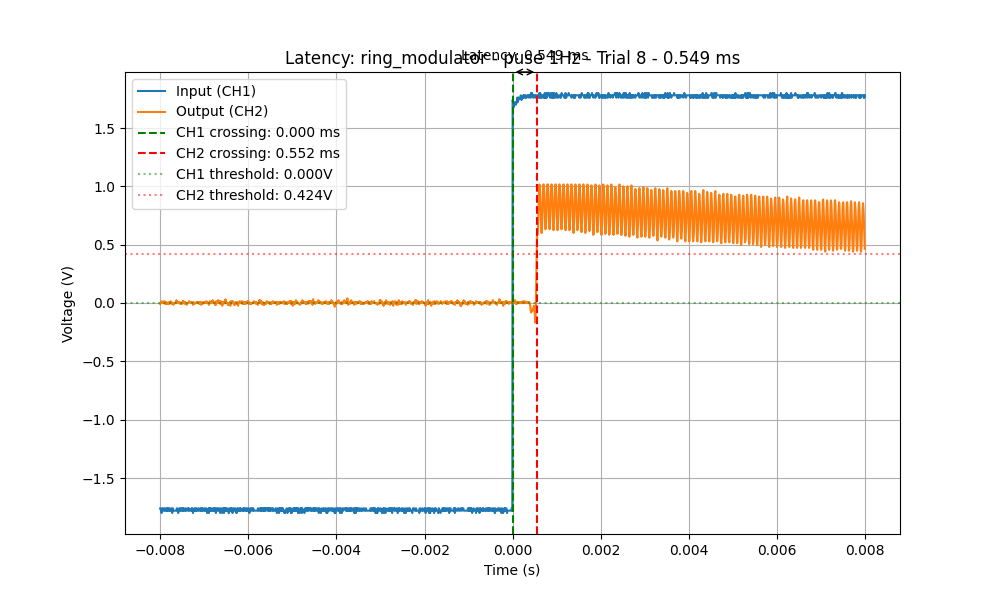 Latency: 0.549 ms
Latency: ring_modulator - puse 1Hz - Trial 8 - 0.549 ms
Input (CH1)
Output (CH2)
CH1 crossing: 0.000 ms
CH2 crossing: 0.552 ms
CH1 threshold: 0.000V
CH2 threshold: 0.424V
Voltage (V)
1.5
1.0
0.5
0.0
−0.5
−1.0
−1.5
−0.008 −0.006 −0.004 −0.002 0.000 0.002 0.004 0.006 0.008
Time (s)